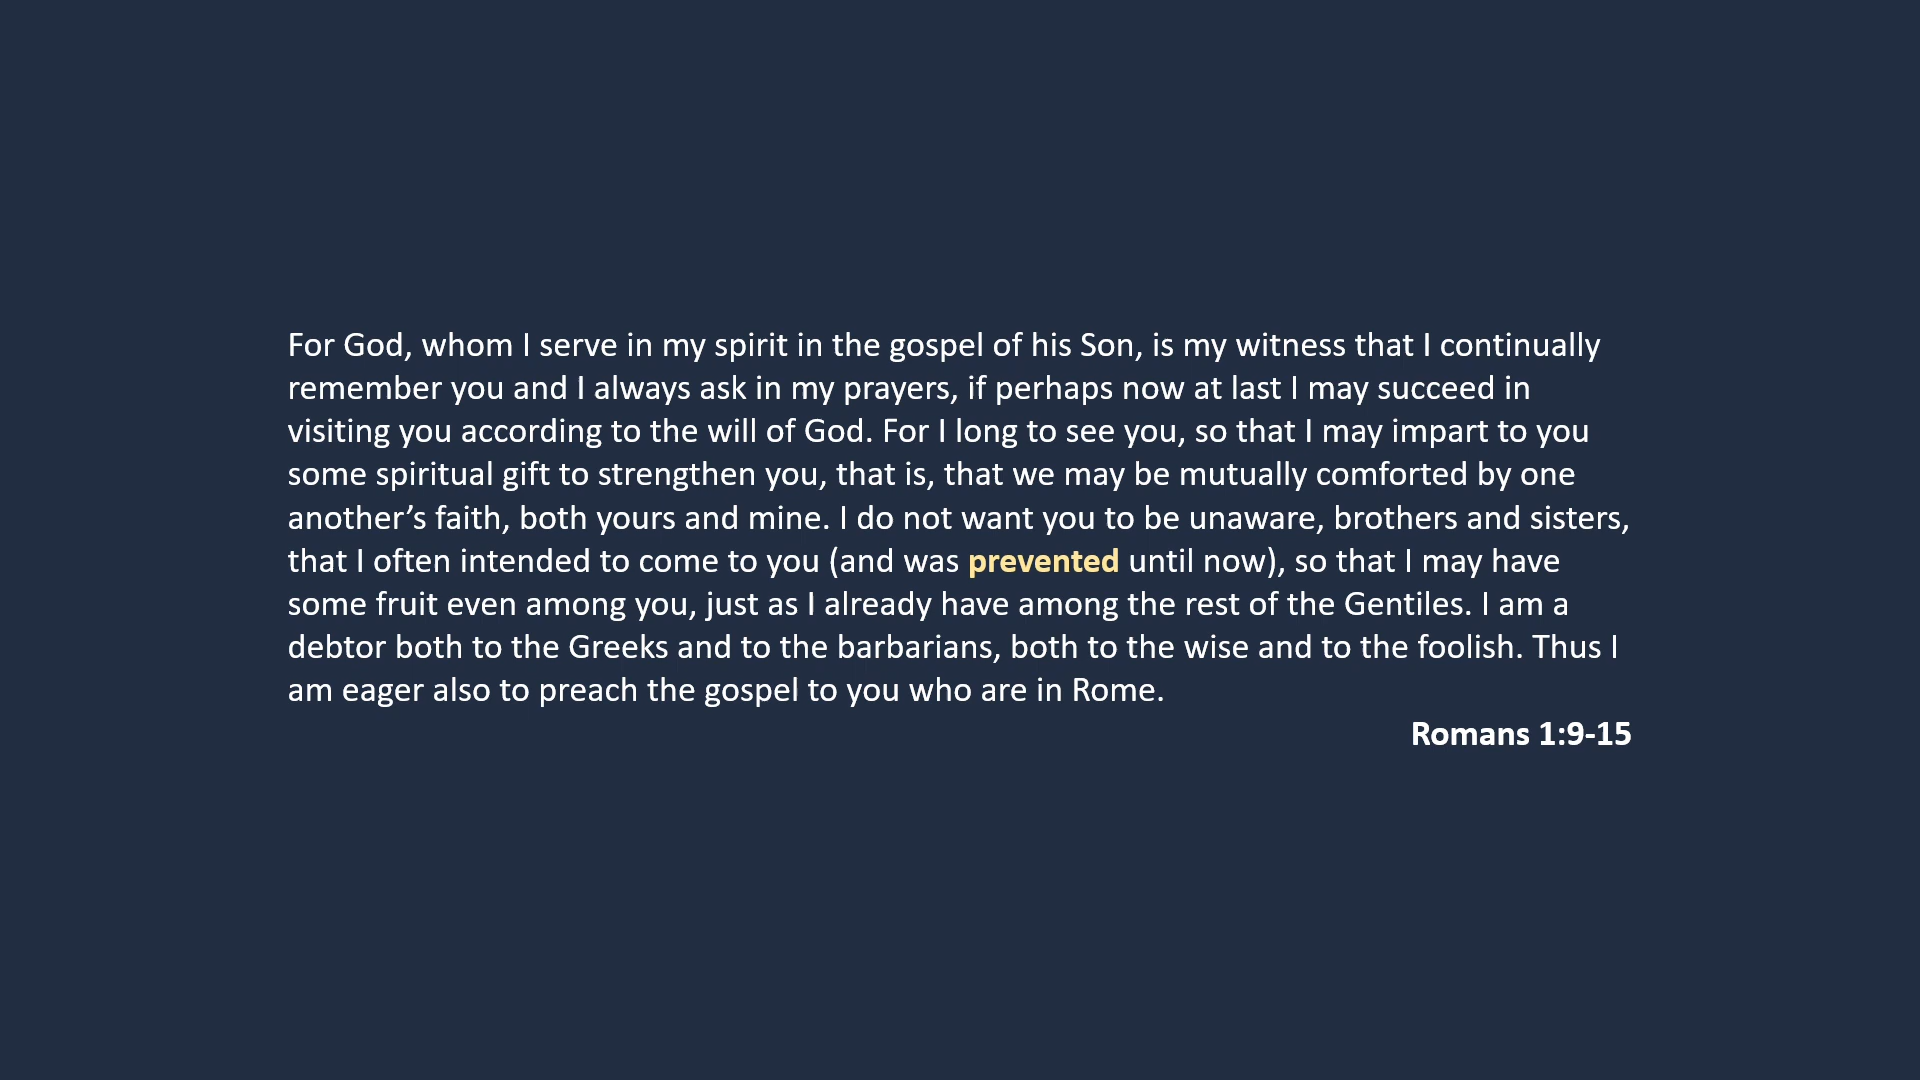 For God, whom I serve in my spirit in the gospel of his Son, is my witness that I continually
remember you and I always ask in my prayers, if perhaps now at last I may succeed in
visiting you according to the will of God. For I long to see you, so that I may impart to you
some spiritual gift to strengthen you, that is, that we may be mutually comforted by one
another’s faith, both yours and mine. I do not want you to be unaware, brothers and sisters,
that I often intended to come to you (and was prevented until now), so that I may have
some fruit even among you, just as I already have among the rest of the Gentiles. I am a
debtor both to the Greeks and to the barbarians, both to the wise and to the foolish. Thus I
am eager also to preach the gospel to you who are in Rome.
Romans 1:9-15